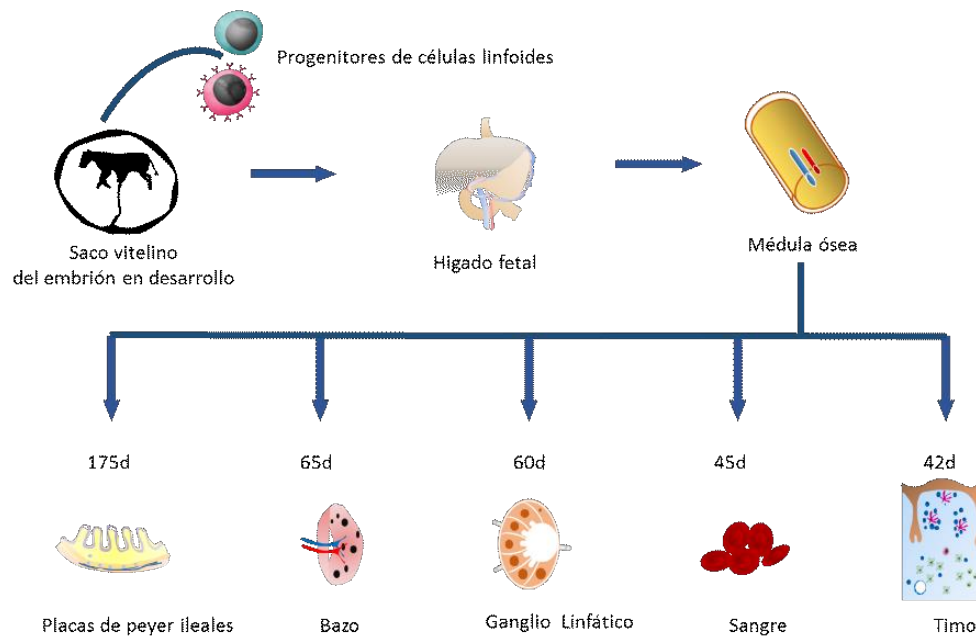 Progenitores de células linfoides
Saco vitelino
del embrión en desarrollo
Higado fetal
Médula ósea
175d
65d
60d
45d
42d
Placas de peyer ileales
Bazo
Ganglio Linfático
Sangre
Timo